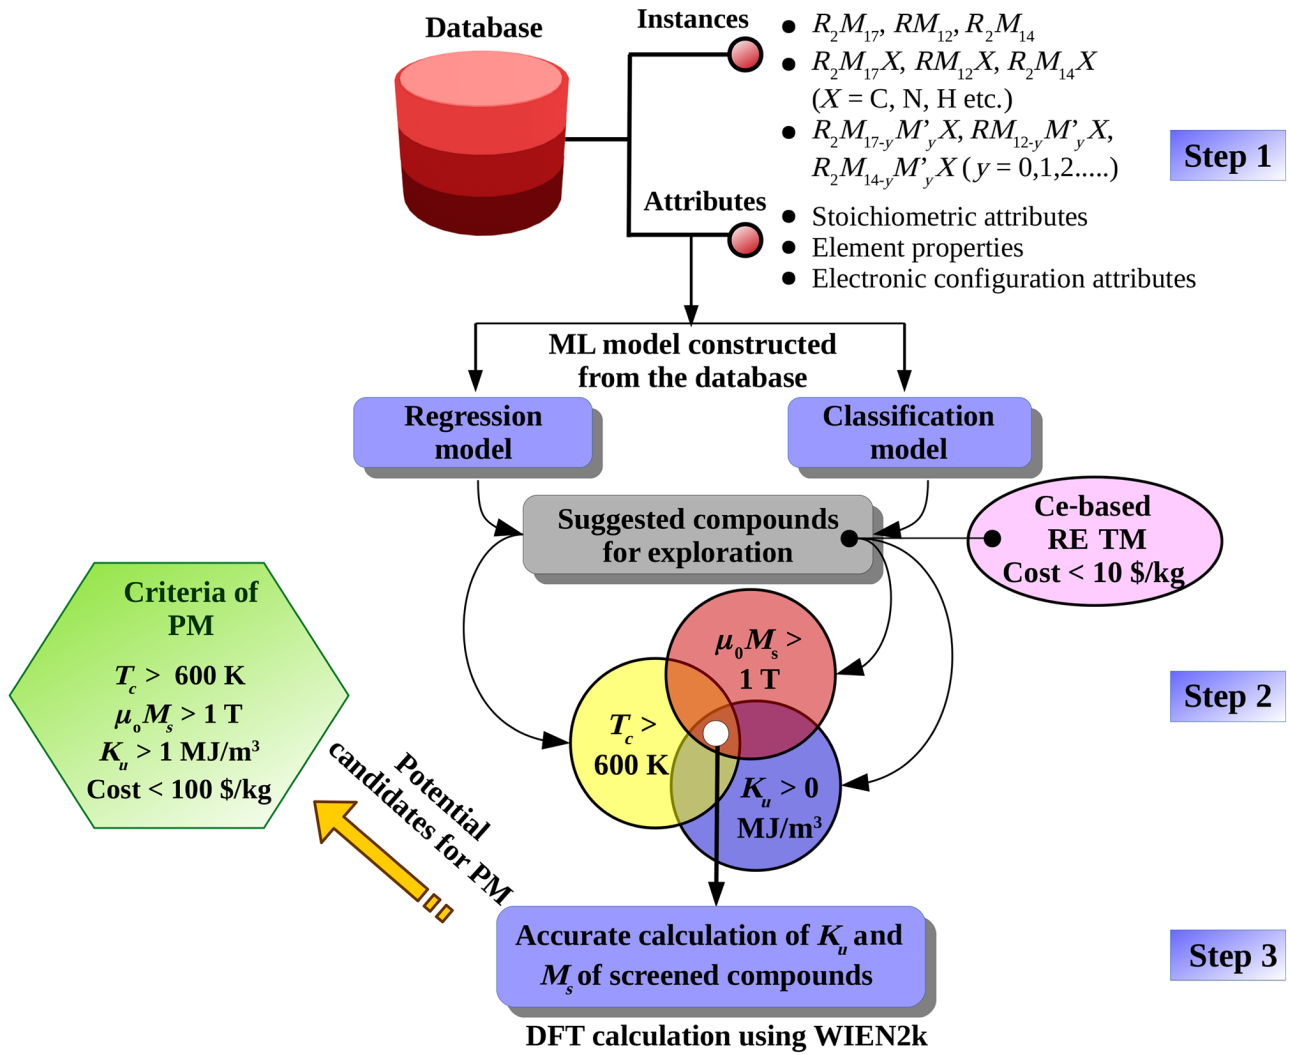 Database
Instances
● R₂M₁₇, RM₁₂, R₂M₁₄
● R₂M₁₇X, RM₁₂X, R₂M₁₄X
(X = C, N, H etc.)
● R₂M₁₇₋yM’yX, RM₁₂₋yM’yX,
R₂M₁₄₋yM’yX ( y = 0,1,2.....)
Step 1
Attributes
● Stoichiometric attributes
● Element properties
● Electronic configuration attributes
ML model constructed
from the database
Regression
model
Classification
model
Suggested compounds
for exploration
Ce-based
RE TM
Cost < 10 $/kg
Criteria of
PM
Tc > 600 K
μ₀Ms > 1 T
Ku > 1 MJ/m³
Cost < 100 $/kg
μ₀Ms >
1 T
Tc >
600 K
Ku > 0
MJ/m³
Step 2
Potential
candidates for PM
Accurate calculation of Ku and
Ms of screened compounds
Step 3
DFT calculation using WIEN2k